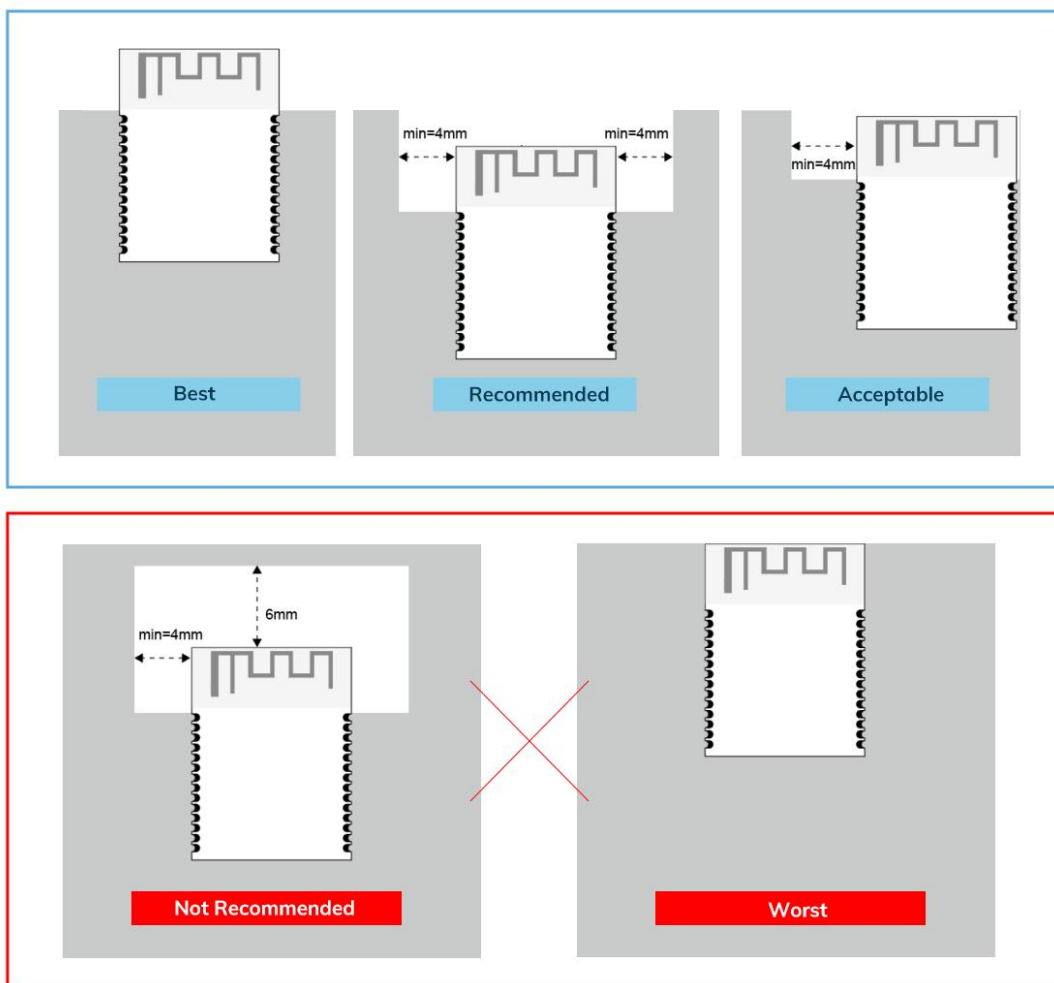 min=4mm
min=4mm
min=4mm
Best
Recommended
Acceptable
6mm
min=4mm
Not Recommended
Worst